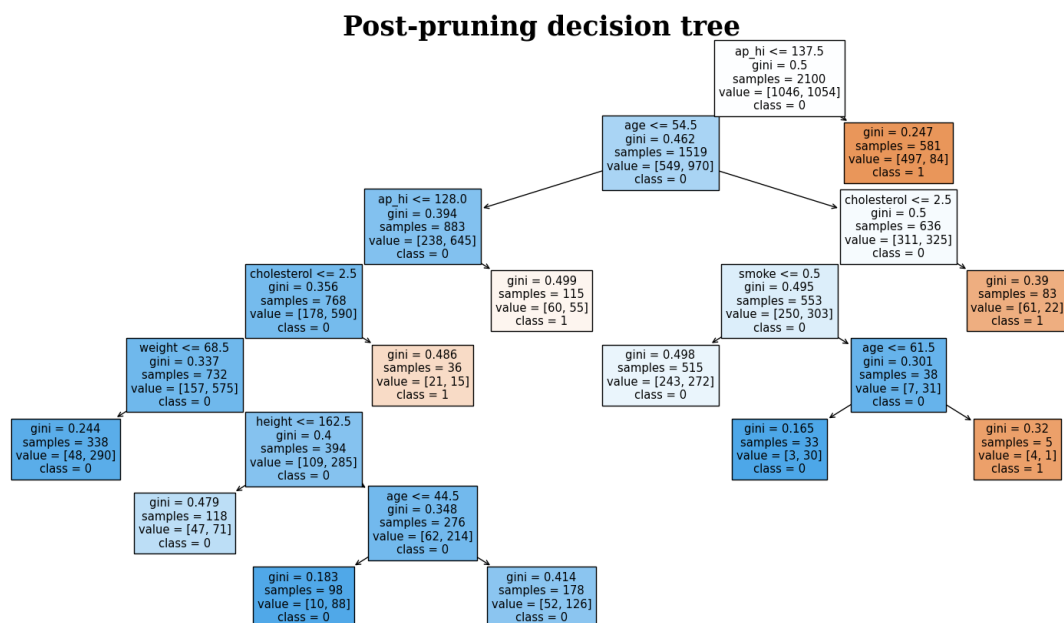 Post-pruning decision tree
ap_hi <= 137.5
gini = 0.5
samples = 2100
value = [1046, 1054]
class = 0
age <= 54.5
gini = 0.462
samples = 1519
value = [549, 970]
class = 0
gini = 0.247
samples = 581
value = [497, 84]
class = 1
ap_hi <= 128.0
gini = 0.394
samples = 883
value = [238, 645]
class = 0
cholesterol <= 2.5
gini = 0.5
samples = 636
value = [311, 325]
class = 0
cholesterol <= 2.5
gini = 0.356
samples = 768
value = [178, 590]
class = 0
gini = 0.499
samples = 115
value = [60, 55]
class = 1
smoke <= 0.5
gini = 0.495
samples = 553
value = [250, 303]
class = 0
gini = 0.39
samples = 83
value = [61, 22]
class = 1
weight <= 68.5
gini = 0.337
samples = 732
value = [157, 575]
class = 0
gini = 0.486
samples = 36
value = [21, 15]
class = 1
gini = 0.498
samples = 515
value = [243, 272]
class = 0
age <= 61.5
gini = 0.301
samples = 38
value = [7, 31]
class = 0
gini = 0.244
samples = 338
value = [48, 290]
class = 0
height <= 162.5
gini = 0.4
samples = 394
value = [109, 285]
class = 0
gini = 0.165
samples = 33
value = [3, 30]
class = 0
gini = 0.32
samples = 5
value = [4, 1]
class = 1
gini = 0.479
samples = 118
value = [47, 71]
class = 0
age <= 44.5
gini = 0.348
samples = 276
value = [62, 214]
class = 0
gini = 0.183
samples = 98
value = [10, 88]
class = 0
gini = 0.414
samples = 178
value = [52, 126]
class = 0